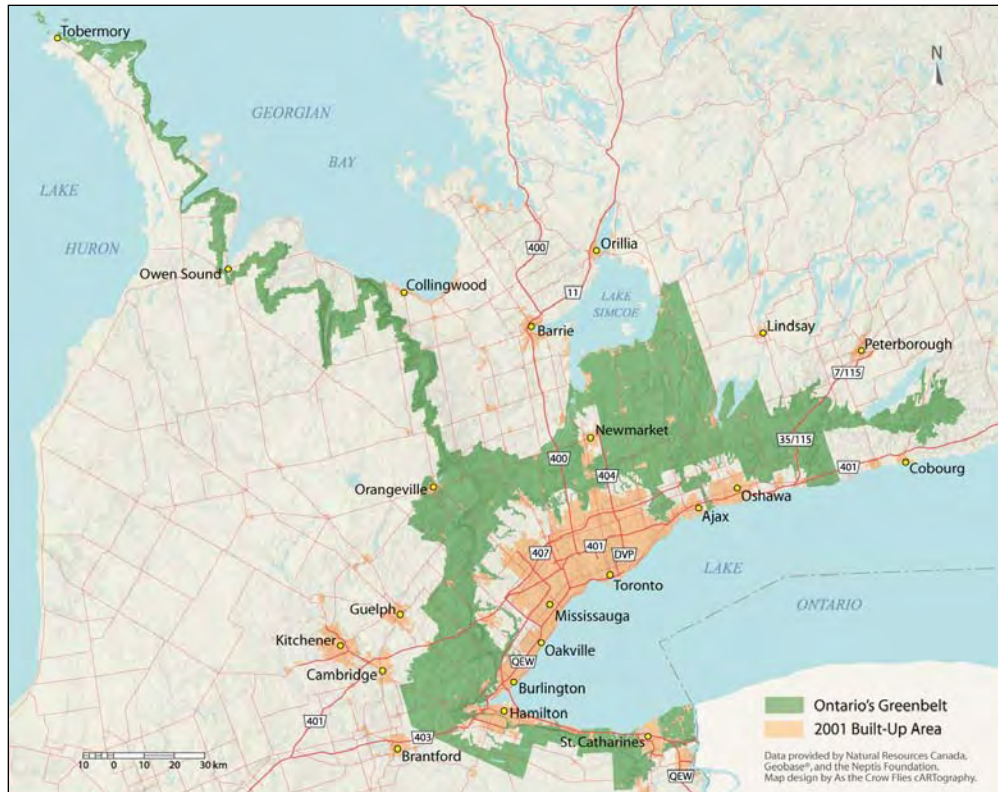 Tobermory
N
GEORGIAN
BAY
LAKE
HURON
400
Orillia
Owen Sound
Collingwood
11
LAKE
SIMCOE
Barrie
Lindsay
Peterborough
7/115
Newmarket
35/115
400
404
401
Cobourg
Orangeville
Oshawa
Ajax
407
401
DVP
LAKE
Toronto
ONTARIO
Guelph
Mississauga
Kitchener
Oakville
QEW
Cambridge
Burlington
Hamilton
Ontario's Greenbelt
401
403
St. Catharines
2001 Built-Up Area
Brantford
10 0 10 20 30 km
QEW
Data provided by Natural Resources Canada,
Geobase®, and the Neptis Foundation.
Map design by As the Crow Flies cARTography.